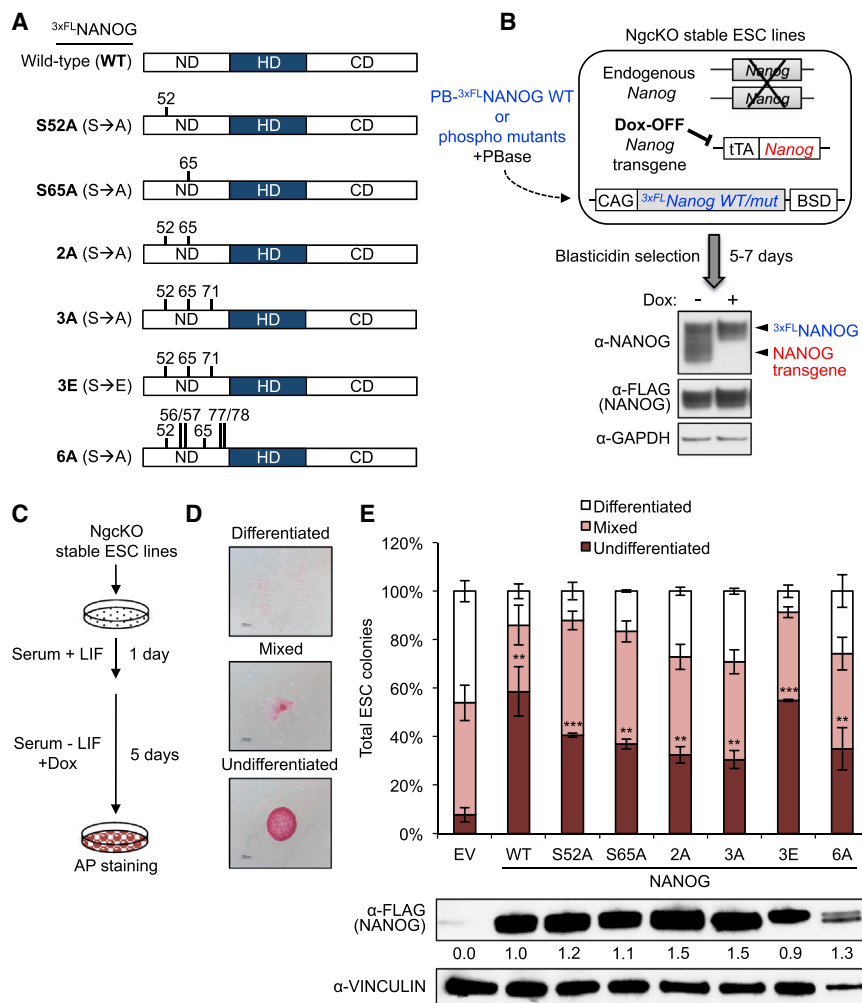 A
3xFLNANOG
Wild-type (WT)
ND HD CD
52
S52A (S→A)
ND HD CD
65
S65A (S→A)
ND HD CD
52 65
2A (S→A)
ND HD CD
52 65 71
3A (S→A)
ND HD CD
52 65 71
3E (S→E)
ND HD CD
56/57 77/78
52 65
6A (S→A)
ND HD CD
B
NgcKO stable ESC lines
Endogenous
Nanog
Nanog
Nanog
PB-3xFLNANOG WT
or
phospho mutants
+PBase
Dox-OFF
Nanog
transgene
tTA Nanog
CAG 3xFLNanog WT/mut BSD
Blasticidin selection 5-7 days
Dox: - +
α-NANOG
3xFLNANOG
NANOG
transgene
α-FLAG
(NANOG)
α-GAPDH
C
NgcKO
stable ESC lines
Serum + LIF 1 day
Serum - LIF
+Dox
5 days
AP staining
D
Differentiated
Mixed
Undifferentiated
E
Differentiated
Mixed
Undifferentiated
Total ESC colonies
120%
100%
80%
60%
40%
20%
0%
** *** ** ** ** *** **
EV WT S52A S65A 2A 3A 3E 6A
NANOG
α-FLAG
(NANOG)
0.0 1.0 1.2 1.1 1.5 1.5 0.9 1.3
α-VINCULIN